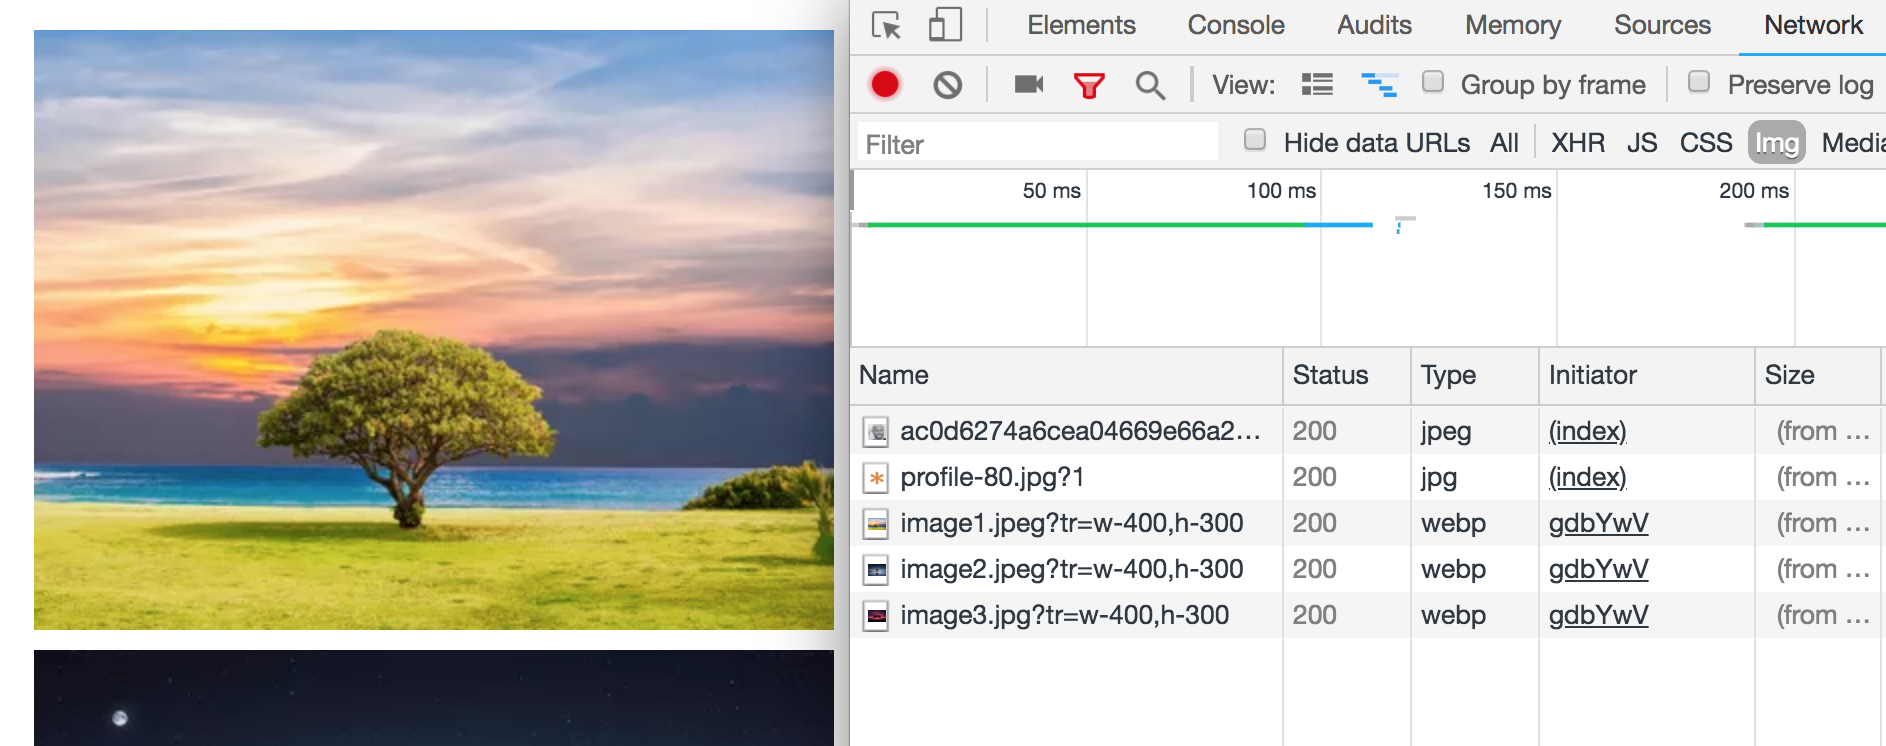 Elements Console Audits Memory Sources Network
View: Group by frame Preserve log
Filter Hide data URLs All XHR JS CSS Img Media
50 ms 100 ms 150 ms 200 ms
Name Status Type Initiator Size
ac0d6274a6cea04669e66a2... 200 jpeg (index) (from ...
profile-80.jpg?1 200 jpg (index) (from ...
image1.jpeg?tr=w-400,h-300 200 webp gdbYwV (from ...
image2.jpeg?tr=w-400,h-300 200 webp gdbYwV (from ...
image3.jpg?tr=w-400,h-300 200 webp gdbYwV (from ...